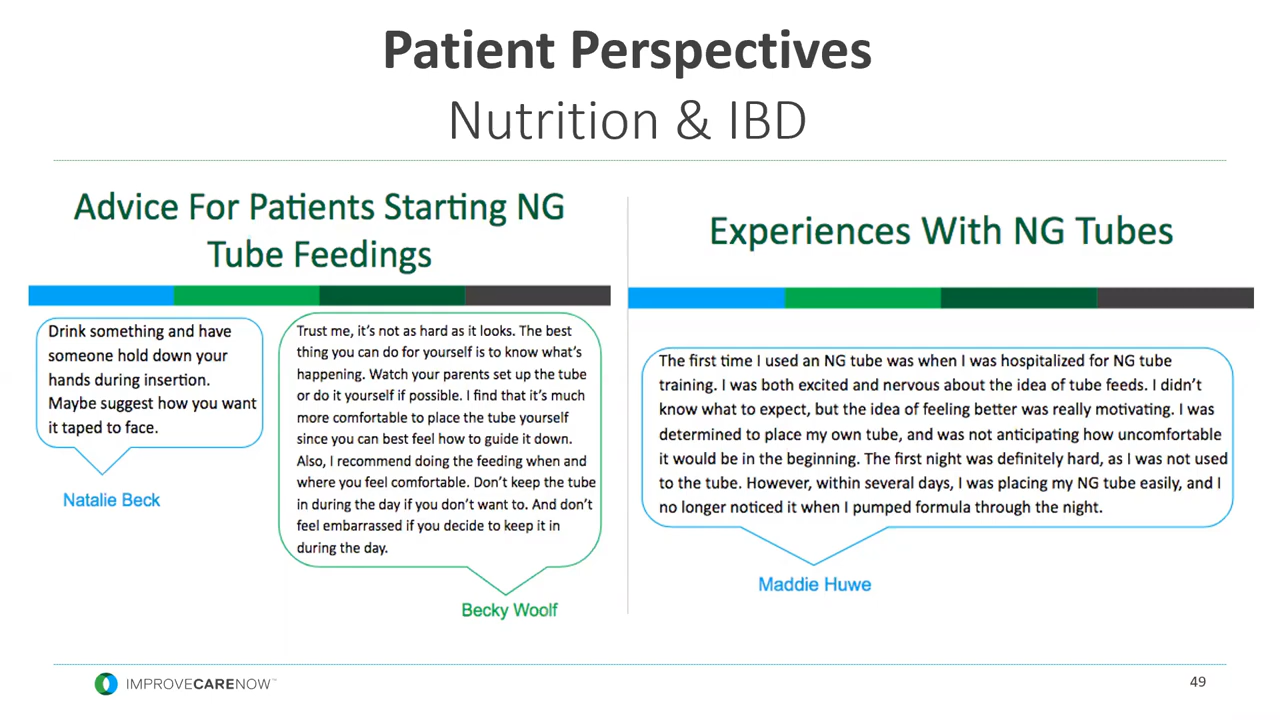 Patient Perspectives
Nutrition & IBD
Advice For Patients Starting NG
Tube Feedings
Drink something and have
someone hold down your
hands during insertion.
Maybe suggest how you want
it taped to face.
Natalie Beck
Trust me, it's not as hard as it looks. The best
thing you can do for yourself is to know what's
happening. Watch your parents set up the tube
or do it yourself if possible. I find that it's much
more comfortable to place the tube yourself
since you can best feel how to guide it down.
Also, I recommend doing the feeding when and
where you feel comfortable. Don't keep the tube
in during the day if you don't want to. And don't
feel embarrassed if you decide to keep it in
during the day.
Becky Woolf
Experiences With NG Tubes
The first time I used an NG tube was when I was hospitalized for NG tube
training. I was both excited and nervous about the idea of tube feeds. I didn't
know what to expect, but the idea of feeling better was really motivating. I was
determined to place my own tube, and was not anticipating how uncomfortable
it would be in the beginning. The first night was definitely hard, as I was not used
to the tube. However, within several days, I was placing my NG tube easily, and I
no longer noticed it when I pumped formula through the night.
Maddie Huwe
IMPROVECARENOW™
49